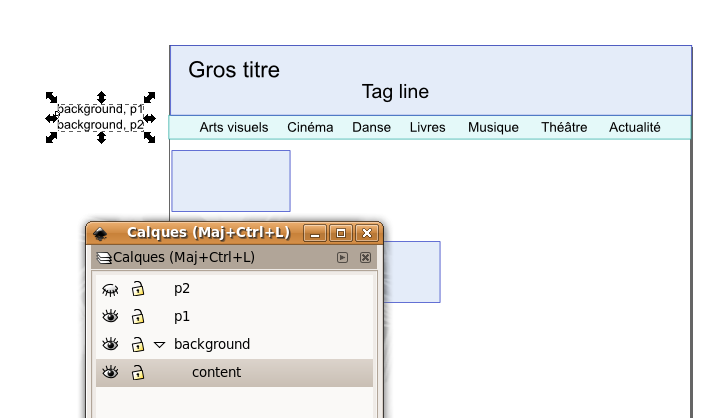 Gros titre
Tag line
background, p1
background, p2
Arts visuels Cinéma Danse Livres Musique Théâtre Actualité
Calques (Maj+Ctrl+L)
Calques (Maj+Ctrl+L)
p2
p1
background
content